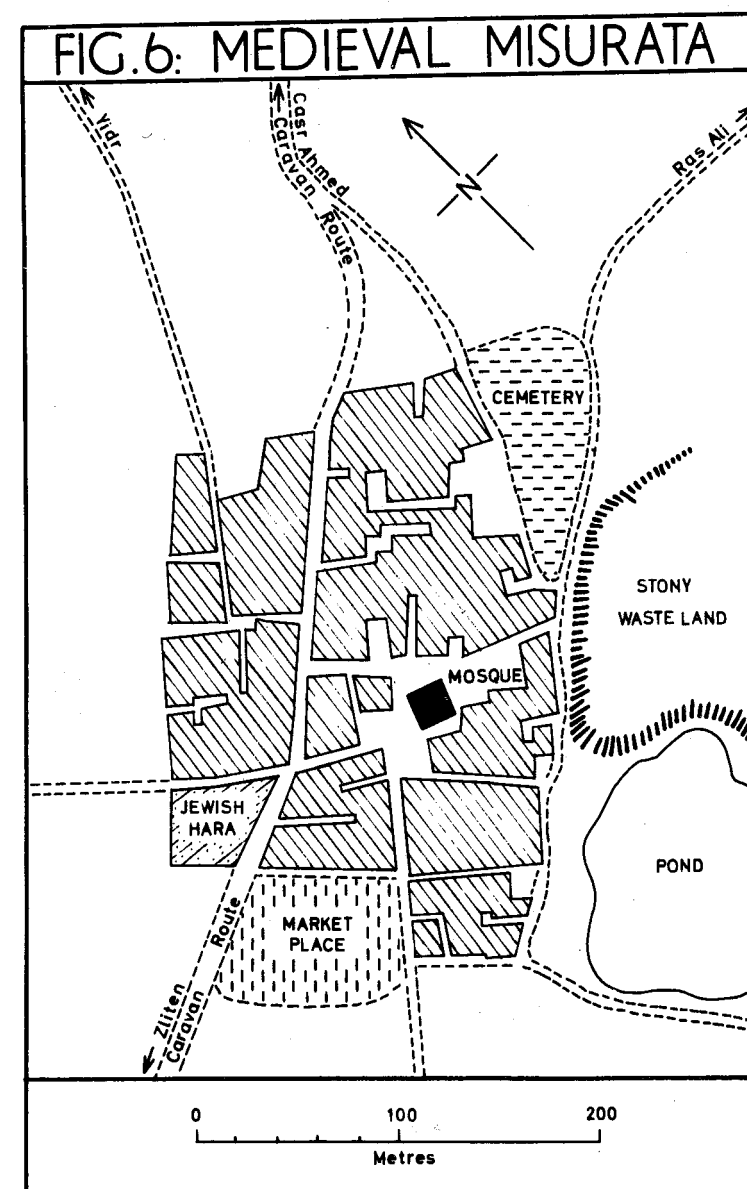 FIG.6: MEDIEVAL MISURATA
Yidr
Casr Ahmed
Caravan Route
N
Ras Ali
CEMETERY
STONY
WASTE LAND
MOSQUE
JEWISH
HARA
POND
MARKET
PLACE
Zliten
Caravan Route
0 100 200
Metres